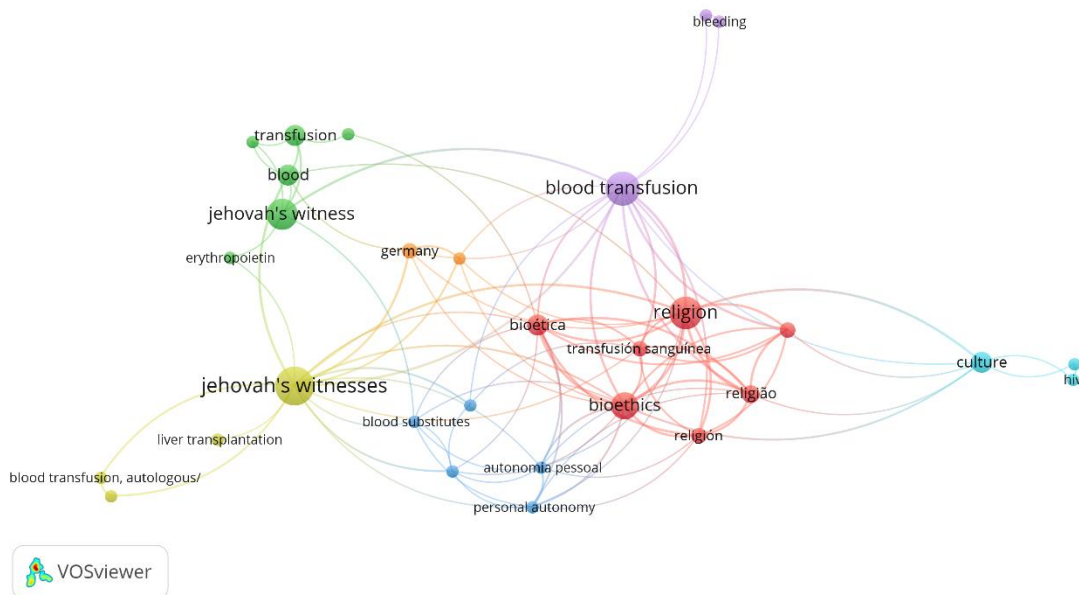 bleeding
transfusion
blood
blood transfusion
jehovah's witness
germany
erythropoietin
religion
bioética
transfusión sanguínea
culture
hiv
jehovah's witnesses
religião
bioethics
blood substitutes
religión
liver transplantation
autonomia pessoal
blood transfusion, autologous/
personal autonomy
VOSviewer